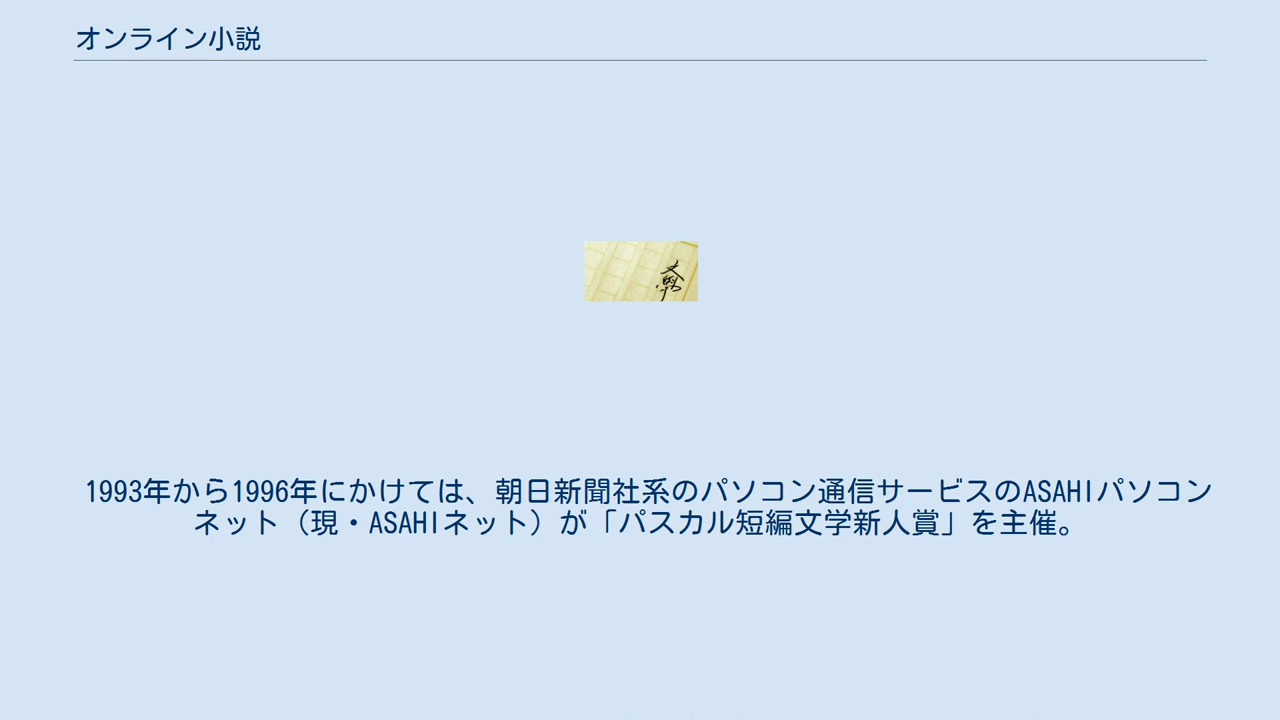 オンライン小説
1993年から1996年にかけては、朝日新聞社系のパソコン通信サービスのASAHIパソコン
ネット（現・ASAHIネット）が「パスカル短編文学新人賞」を主催。